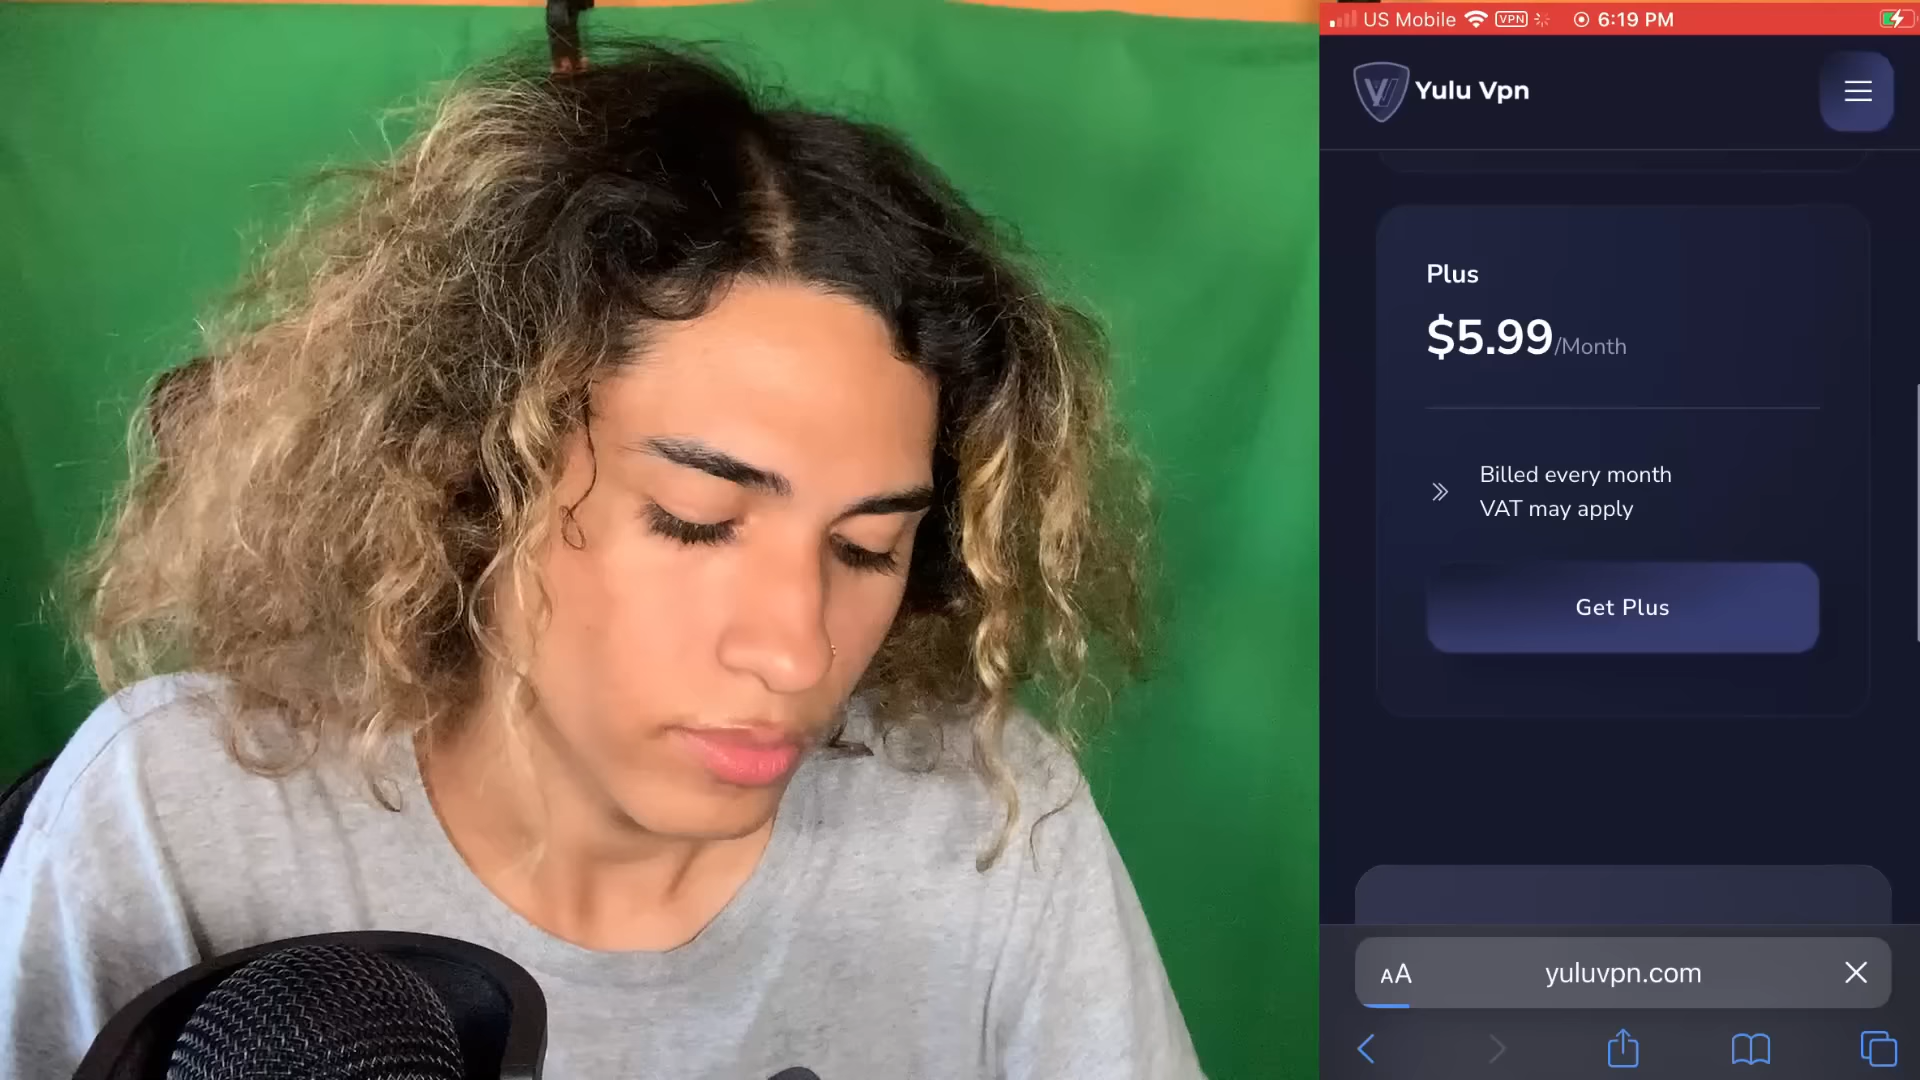 US Mobile VPN 6:19 PM
Yulu Vpn
Plus
$5.99/Month
Billed every month
VAT may apply
Get Plus
AA yuluvpn.com